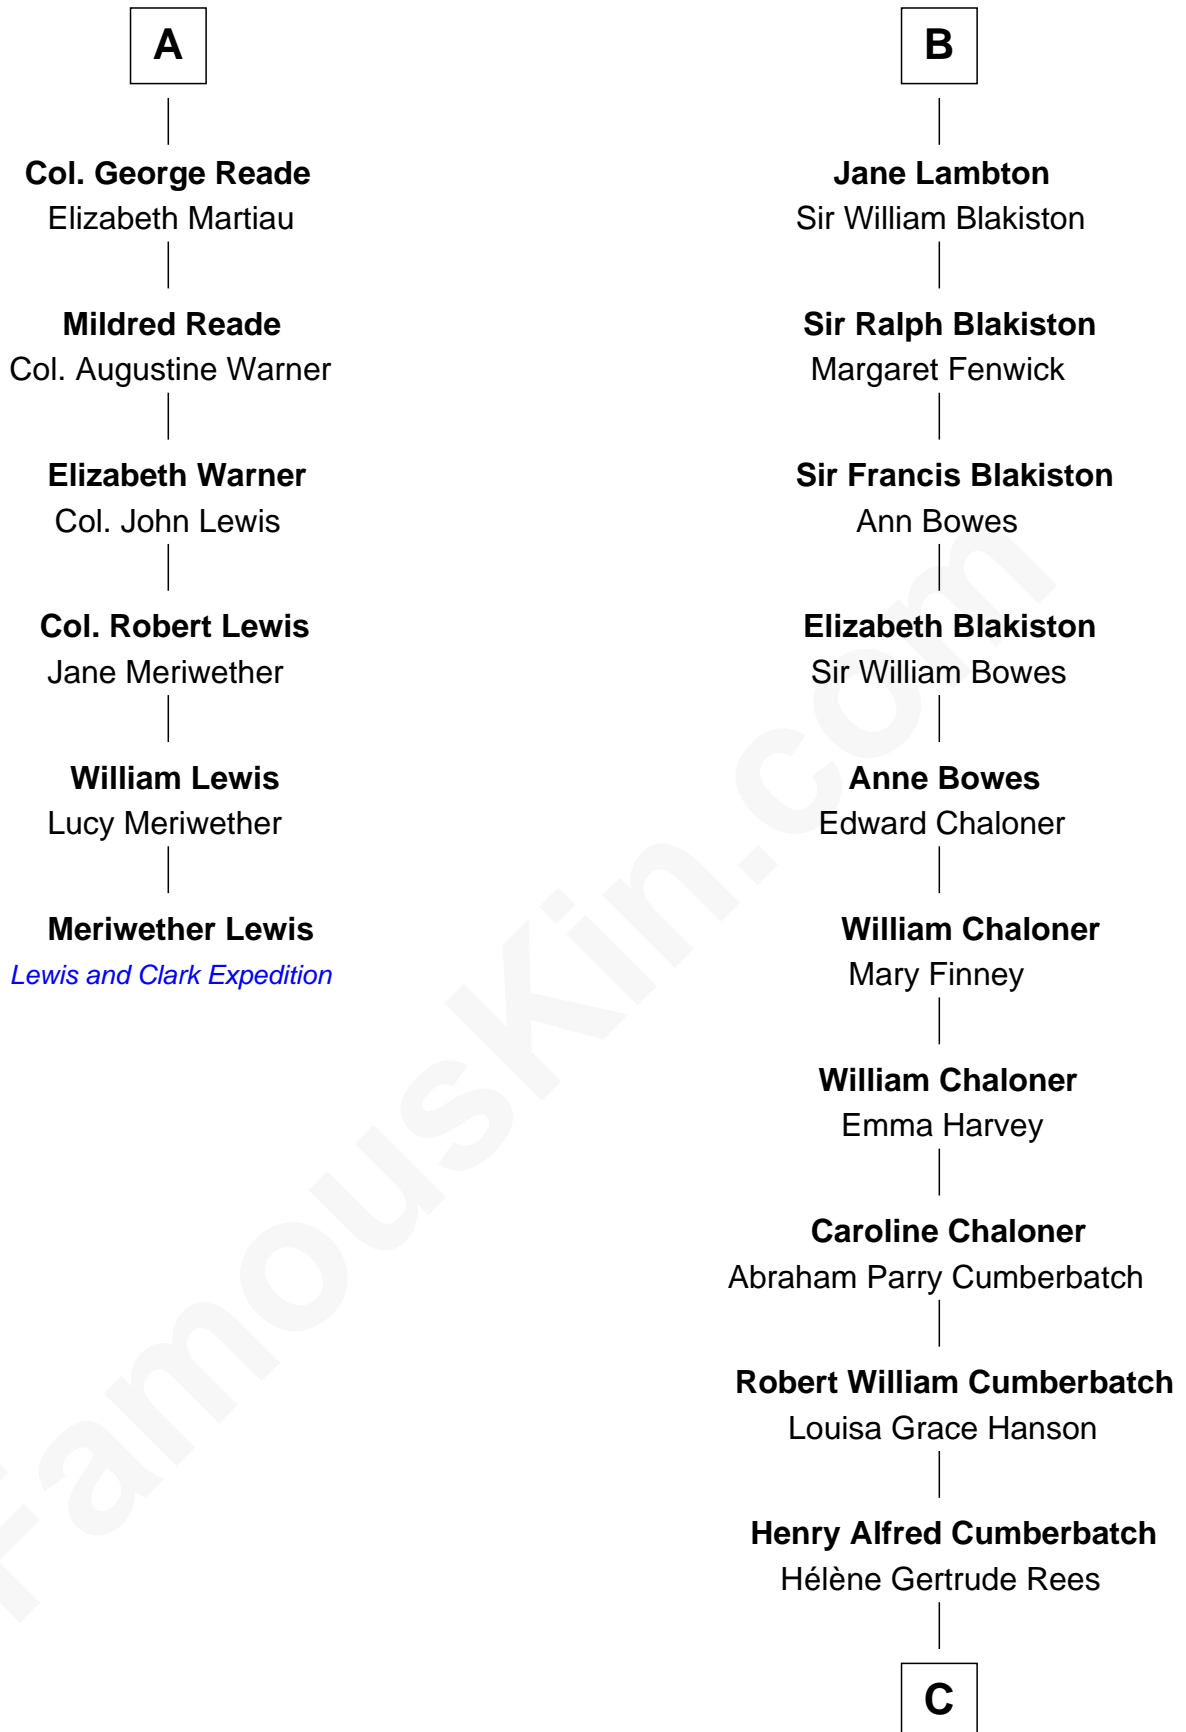 A
Col. George Reade
Elizabeth Martiau
Mildred Reade
Col. Augustine Warner
Elizabeth Warner
Col. John Lewis
Col. Robert Lewis
Jane Meriwether
William Lewis
Lucy Meriwether
Meriwether Lewis
Lewis and Clark Expedition
B
Jane Lambton
Sir William Blakiston
Sir Ralph Blakiston
Margaret Fenwick
Sir Francis Blakiston
Ann Bowes
Elizabeth Blakiston
Sir William Bowes
Anne Bowes
Edward Chaloner
William Chaloner
Mary Finney
William Chaloner
Emma Harvey
Caroline Chaloner
Abraham Parry Cumberbatch
Robert William Cumberbatch
Louisa Grace Hanson
Henry Alfred Cumberbatch
Hélène Gertrude Rees
C
FamousKin.com